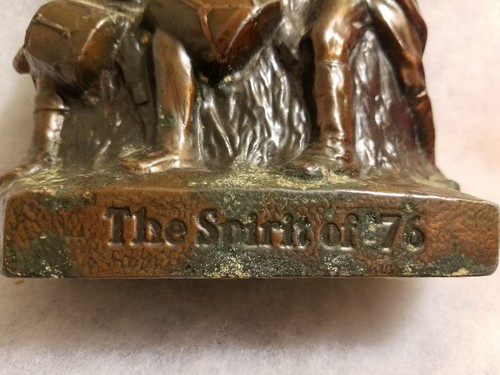 The Spirit of '76